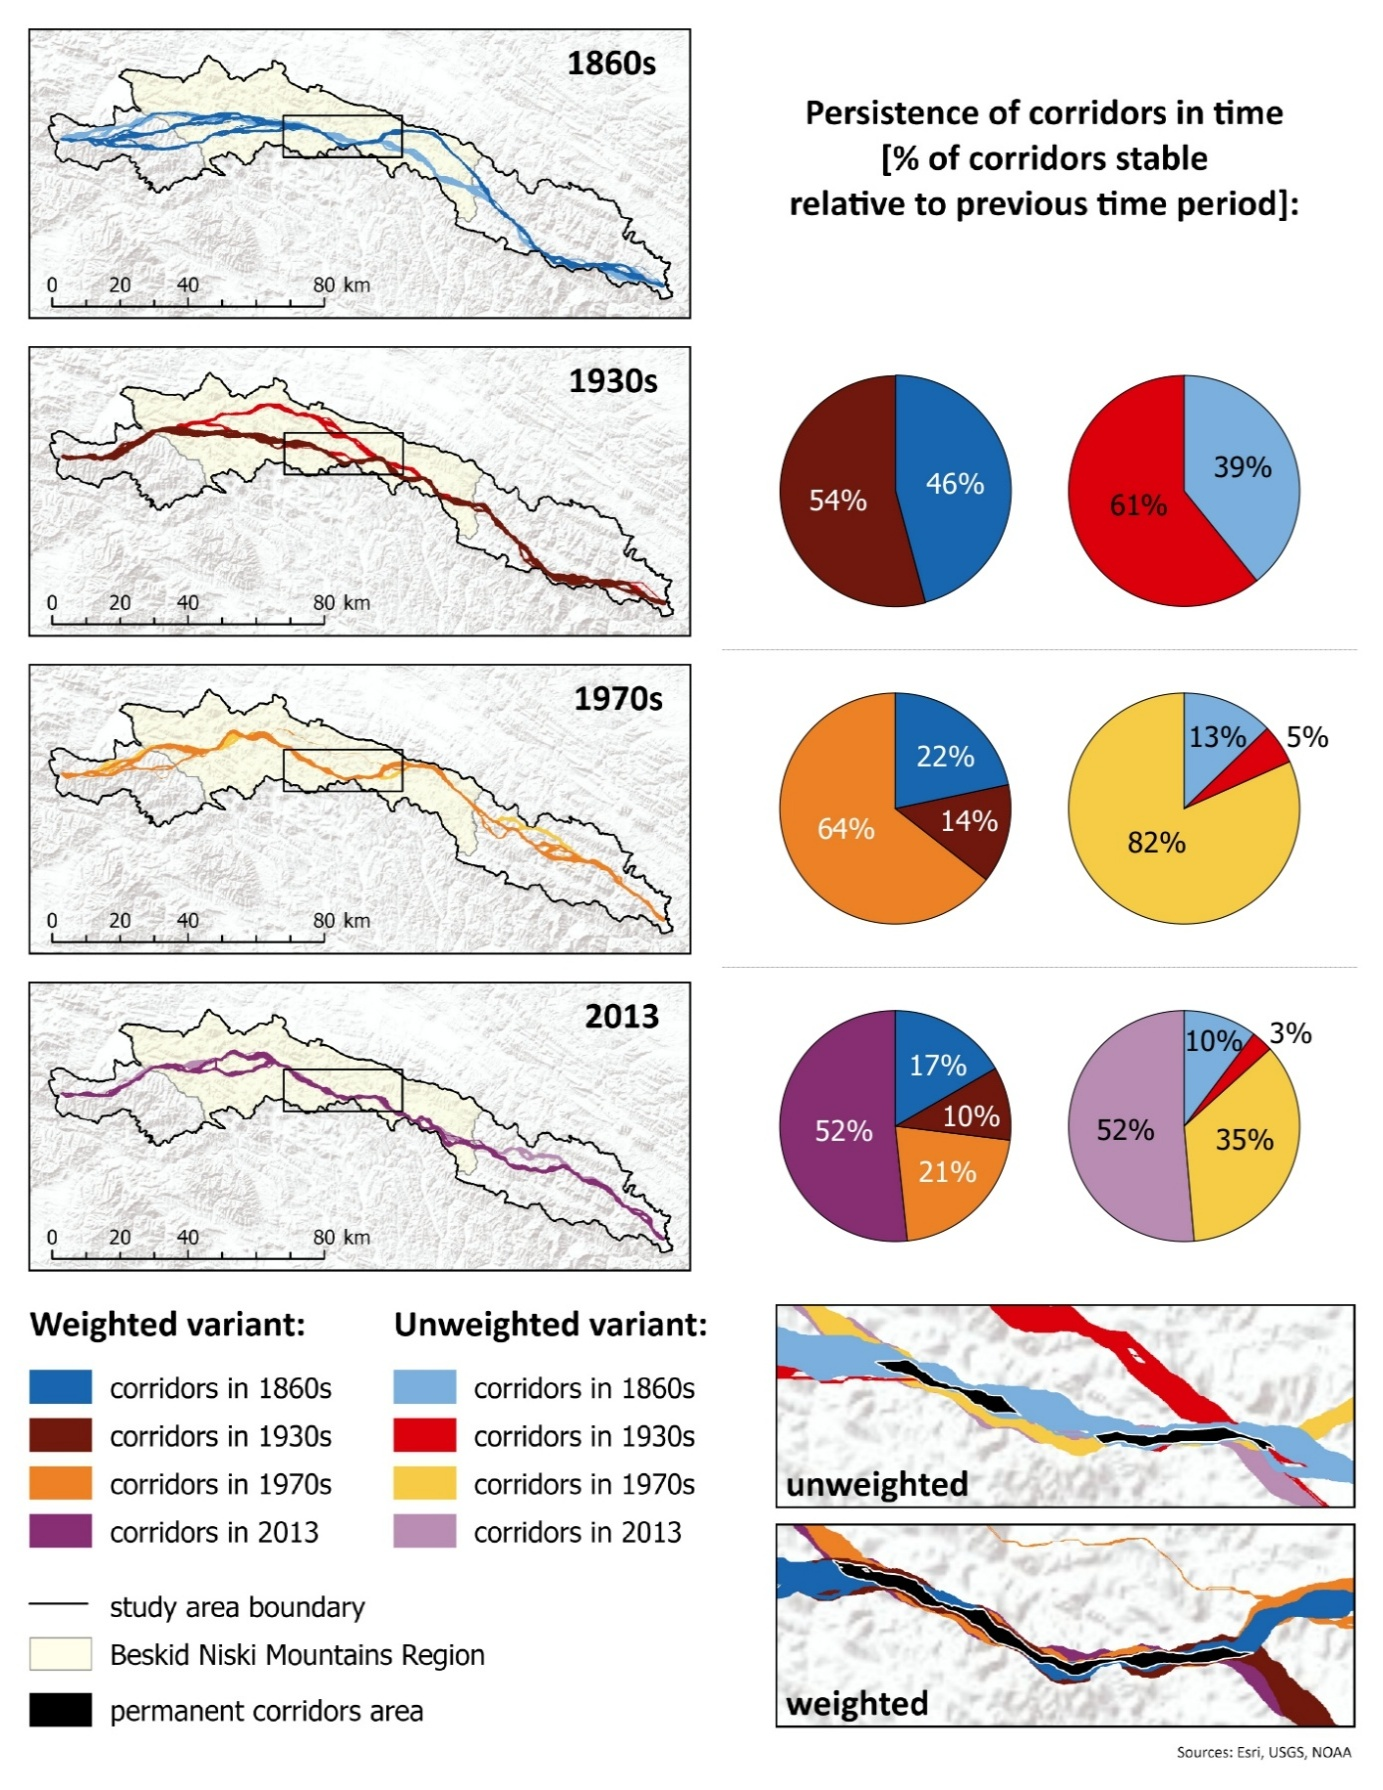 1860s
0 20 40 80 km
Persistence of corridors in time
[% of corridors stable
relative to previous time period]:
1930s
0 20 40 80 km
54%
46%
61%
39%
1970s
0 20 40 80 km
22%
14%
64%
13%
5%
82%
2013
0 20 40 80 km
17%
10%
21%
52%
10%
3%
35%
52%
Weighted variant:
corridors in 1860s
corridors in 1930s
corridors in 1970s
corridors in 2013
Unweighted variant:
corridors in 1860s
corridors in 1930s
corridors in 1970s
corridors in 2013
study area boundary
Beskid Niski Mountains Region
permanent corridors area
unweighted
weighted
Sources: Esri, USGS, NOAA